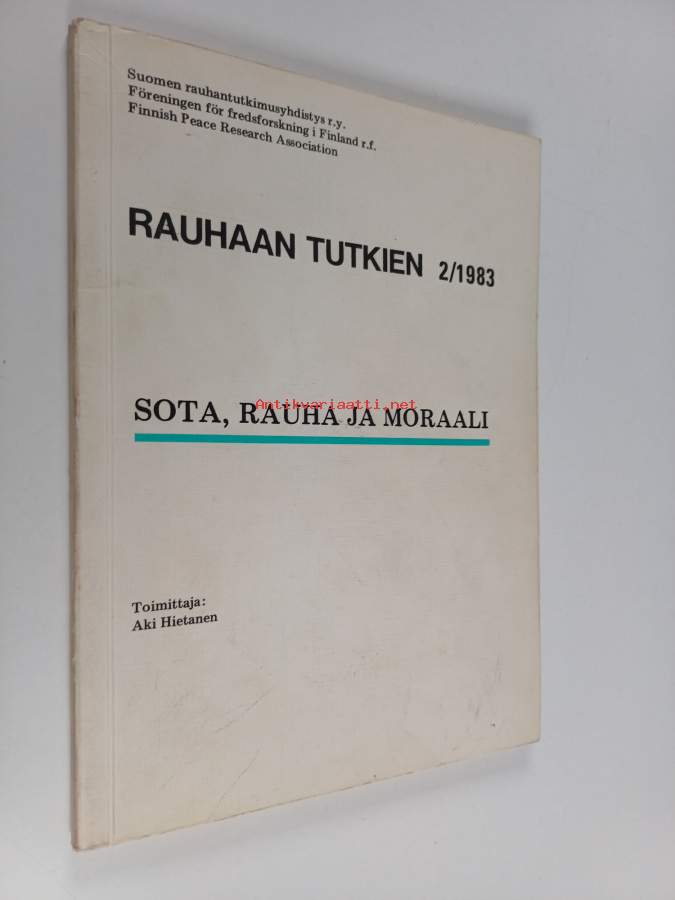 Suomen rauhantutkimusyhdistys r.y.
Föreningen för fredsforskning i Finland r.f.
Finnish Peace Research Association
RAUHAAN TUTKIEN 2/1983
Antikvariaatti.net
SOTA, RAUHA JA MORAALI
Toimittaja:
Aki Hietanen